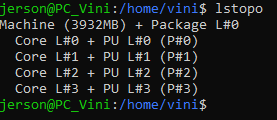 jerson@PC_Vini:/home/vini$ lstopo
Machine (3932MB) + Package L#0
  Core L#0 + PU L#0 (P#0)
  Core L#1 + PU L#1 (P#1)
  Core L#2 + PU L#2 (P#2)
  Core L#3 + PU L#3 (P#3)
jerson@PC_Vini:/home/vini$